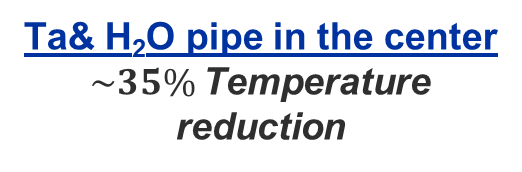 Ta& H₂O pipe in the center
~35% Temperature
reduction